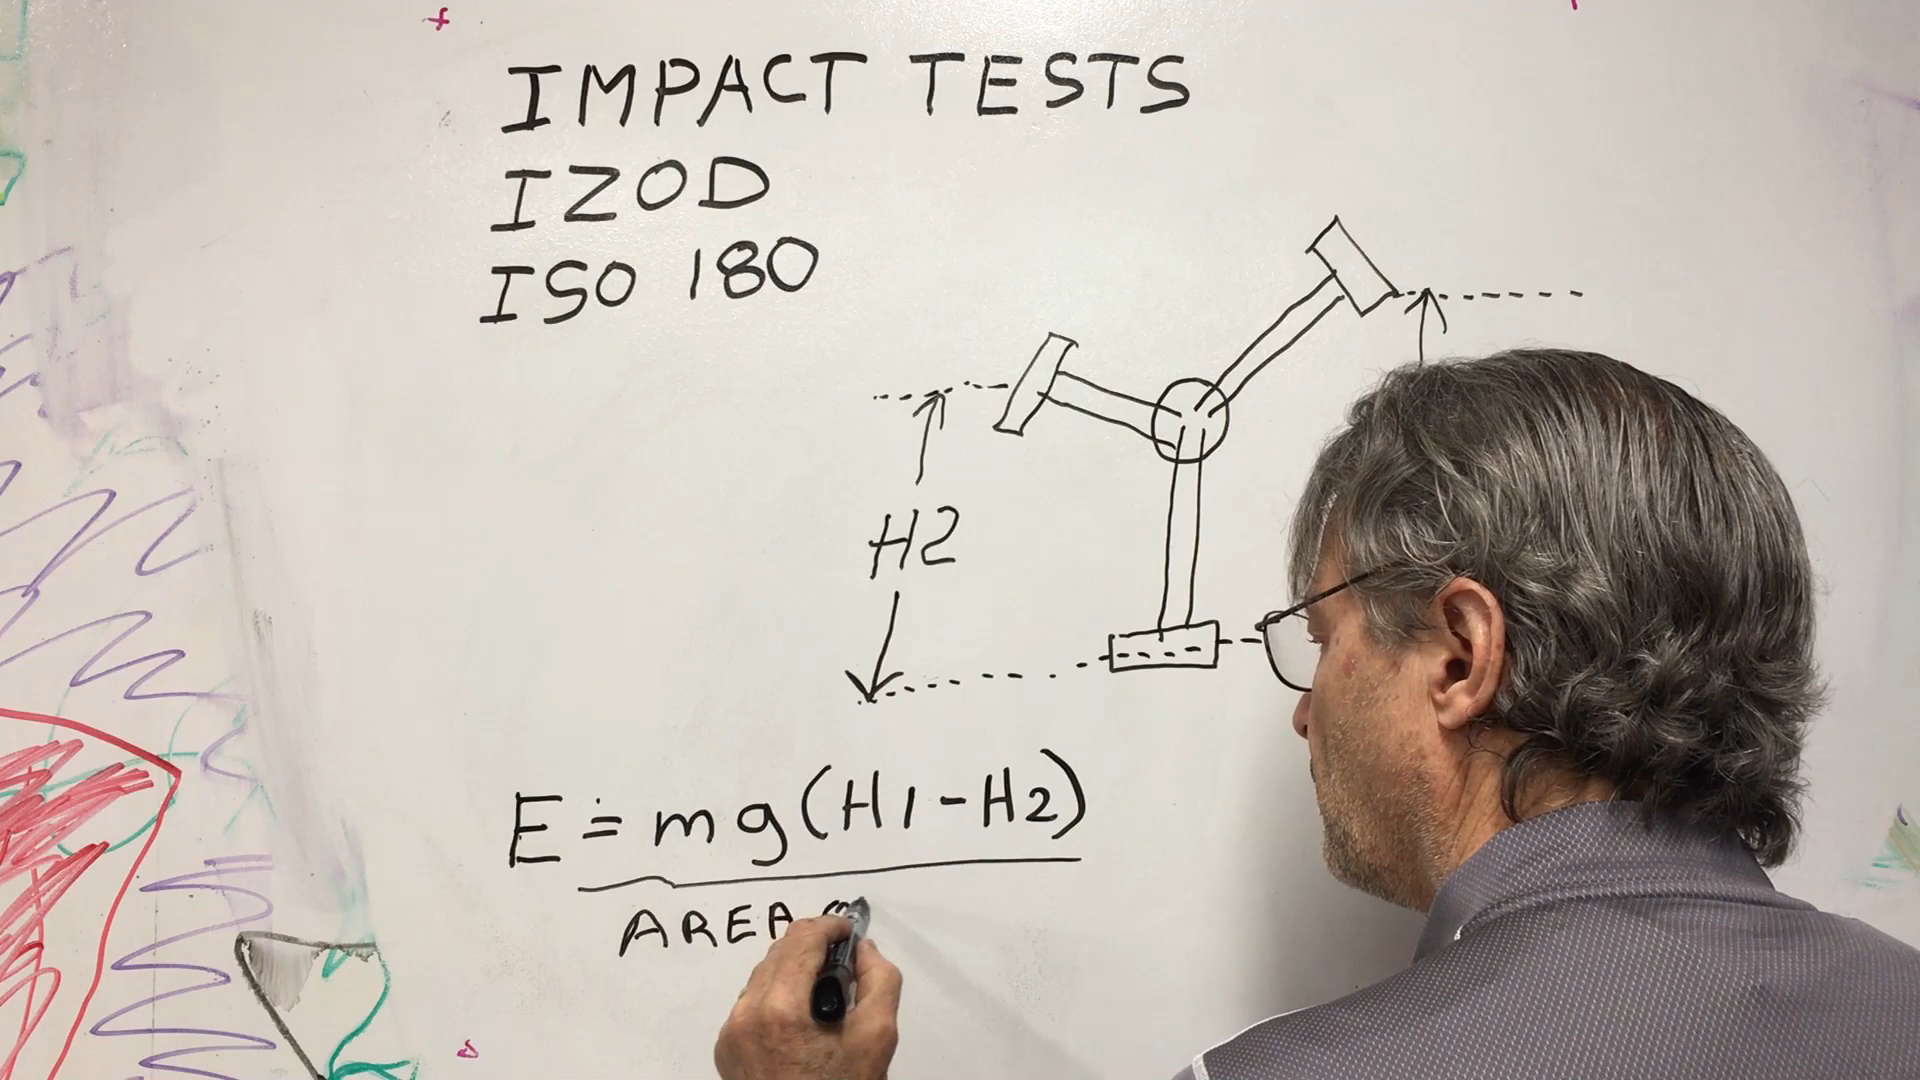 IMPACT TESTS
IZOD
ISO 180
H2
E = mg(H1-H2)
AREA